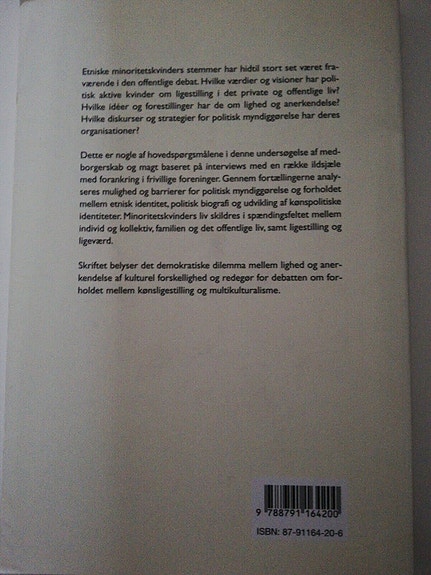 Etniske minoritetskvinders stemmer har hidtil stort set været fra-
værende i den offentlige debat. Hvilke værdier og visioner har poli-
tisk aktive kvinder om ligestilling i det private og offentlige liv?
Hvilke idéer og forestillinger har de om lighed og anerkendelse?
Hvilke diskurser og strategier for politisk myndiggørelse har deres
organisationer?
Dette er nogle af hovedspørgsmålene i denne undersøgelse af med-
borgerskab og magt baseret på interviews med en række ildsjæle
med forankring i frivillige foreninger. Gennem fortællingerne analy-
seres mulighed og barrierer for politisk myndiggørelse og forholdet
mellem etnisk identitet, politisk biografi og udvikling af kønspolitiske
identiteter. Minoritetskvinders liv skildres i spændingsfeltet mellem
individ og kollektiv, familien og det offentlige liv, samt ligestilling og
ligeværd.
Skriftet belyser det demokratiske dilemma mellem lighed og aner-
kendelse af kulturel forskellighed og redegør for debatten om for-
holdet mellem kønsligestilling og multikulturalisme.
9 788791 164200
ISBN: 87-91164-20-6